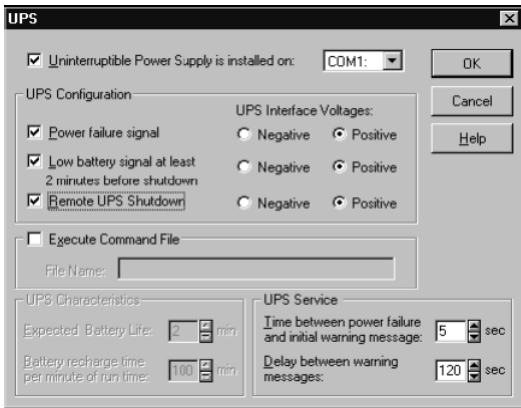 UPS
Uninterruptible Power Supply is installed on: COM1:
OK
Cancel
Help
UPS Configuration
UPS Interface Voltages:
Power failure signal Negative Positive
Low battery signal at least
2 minutes before shutdown Negative Positive
Remote UPS Shutdown Negative Positive
Execute Command File
File Name:
UPS Characteristics
Expected Battery Life: 2 min
Battery recharge time
per minute of run time: 100 min
UPS Service
Time between power failure
and initial warning message: 5 sec
Delay between warning
messages: 120 sec